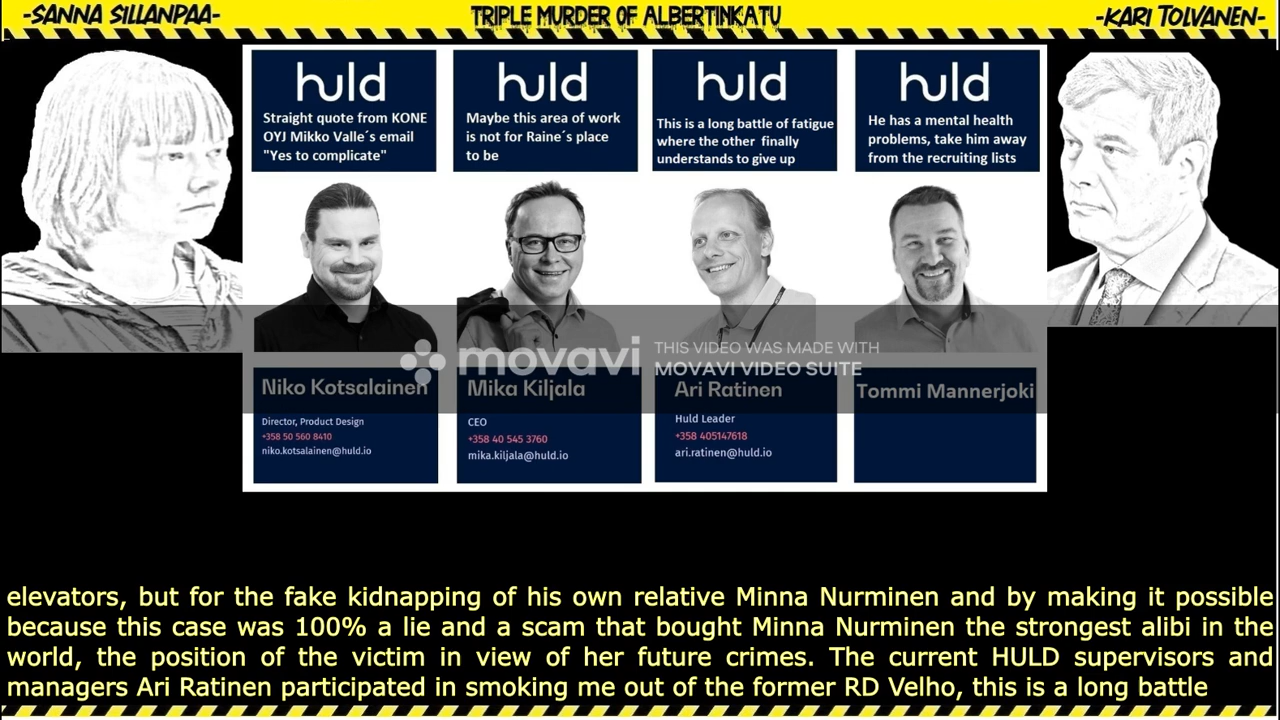 -SANNA SILLANPAA-
TRIPLE MURDER OF ALBERTINKATU
-KARI TOLVANEN-
huld
Straight quote from KONE
OYJ Mikko Valle´s email
"Yes to complicate"
huld
Maybe this area of work
is not for Raine´s place
to be
huld
This is a long battle of fatigue
where the other finally
understands to give up
huld
He has a mental health
problems, take him away
from the recruiting lists
movavi
THIS VIDEO WAS MADE WITH
MOVAVI VIDEO SUITE
Niko Kotsalainen
Director, Product Design
+358 50 560 8410
niko.kotsalainen@huld.io
Mika Kiljala
CEO
+358 40 545 3760
mika.kiljala@huld.io
Ari Ratinen
Huld Leader
+358 405147618
ari.ratinen@huld.io
Tommi Mannerjoki
elevators, but for the fake kidnapping of his own relative Minna Nurminen and by making it possible
because this case was 100% a lie and a scam that bought Minna Nurminen the strongest alibi in the
world, the position of the victim in view of her future crimes. The current HULD supervisors and
managers Ari Ratinen participated in smoking me out of the former RD Velho, this is a long battle